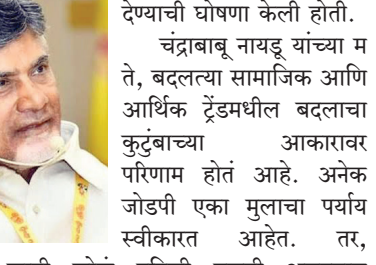 देण्याची घोषणा केली होती.
चंद्राबाबू नायडू यांच्या म
ते, बदलत्या सामाजिक आणि
आर्थिक ट्रेंडमधील बदलाचा
कुटुंबाच्या आकारावर
परिणाम होतं आहे. अनेक
जोडपी एका मुलाचा पर्याय
स्वीकारत आहेत. तर,